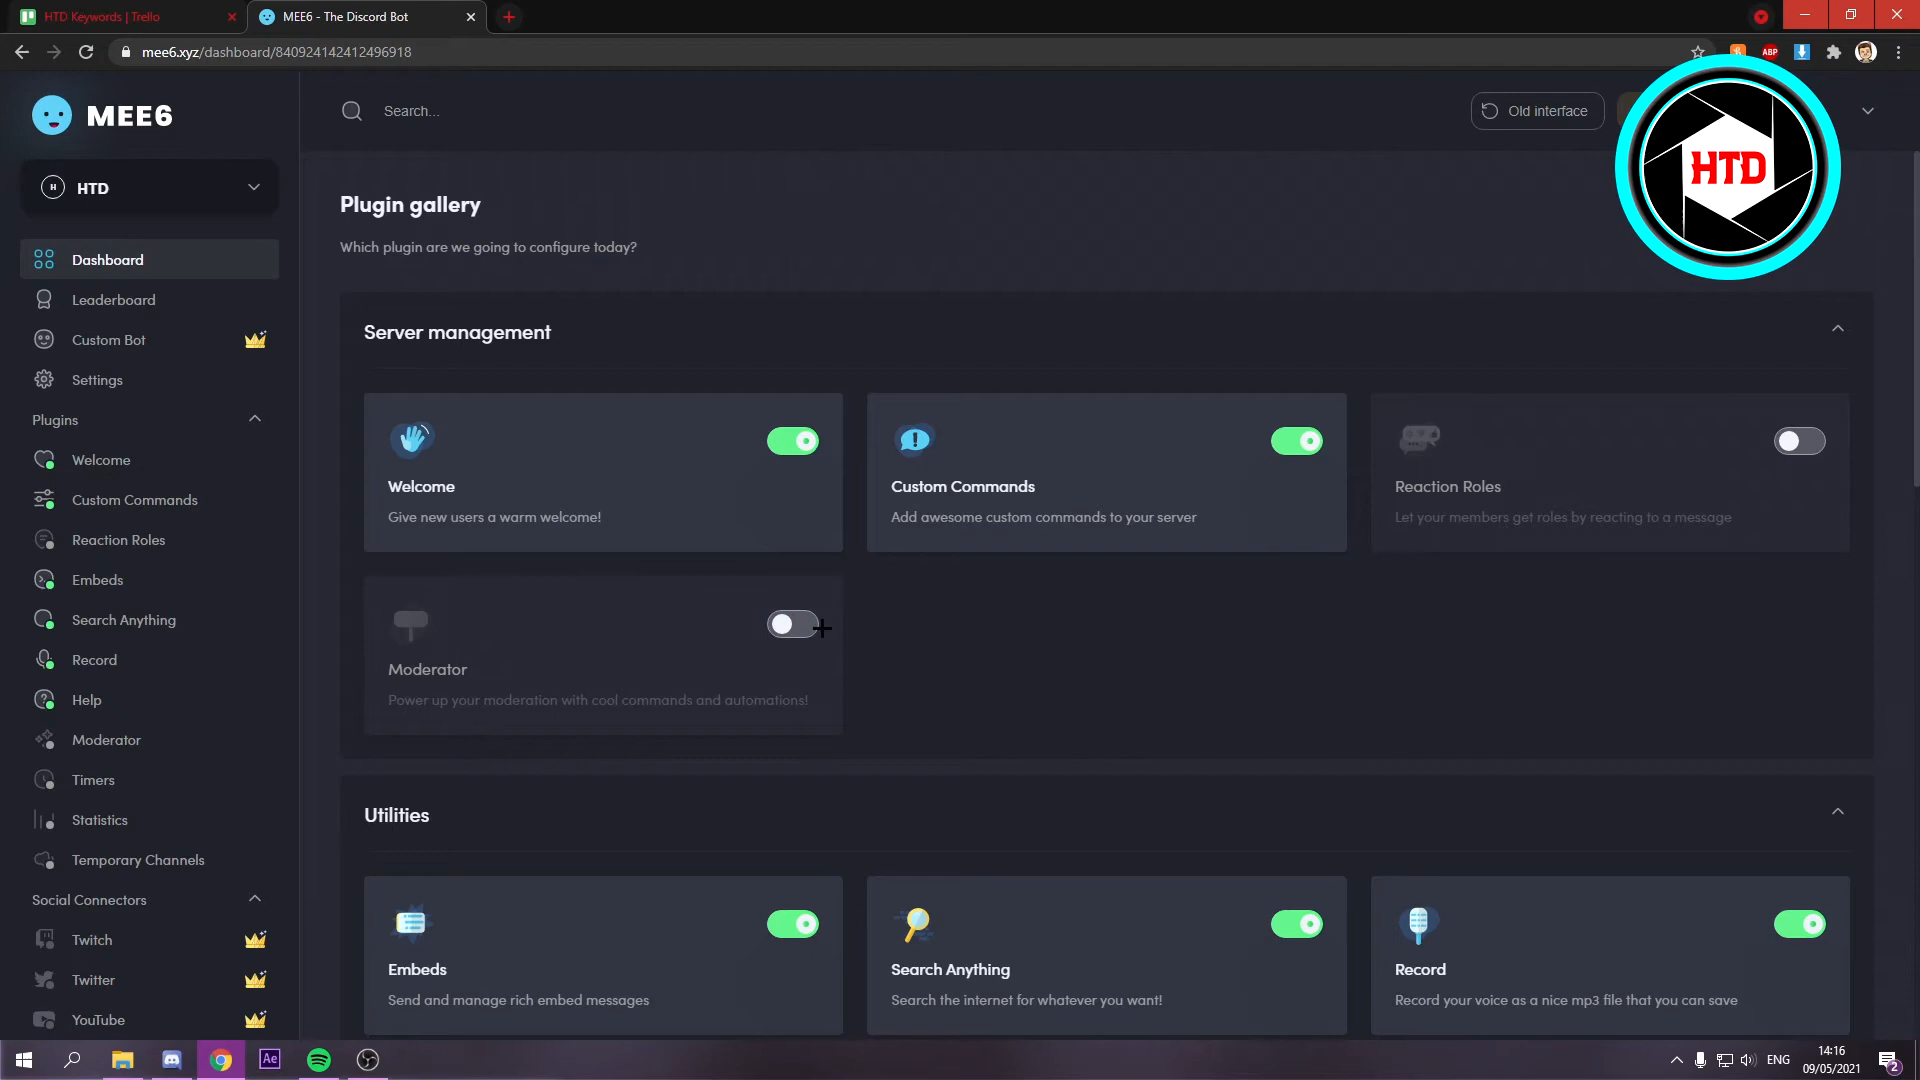 HTD Keywords | Trello
MEE6 - The Discord Bot
mee6.xyz/dashboard/840924142412496918
ABP
MEE6
Search...
Old interface
HTD
H
HTD
Plugin gallery
Which plugin are we going to configure today?
Dashboard
Leaderboard
Custom Bot
Settings
Plugins
Welcome
Custom Commands
Reaction Roles
Embeds
Search Anything
Record
Help
Moderator
Timers
Statistics
Temporary Channels
Social Connectors
Twitch
Twitter
YouTube
Server management
Welcome
Give new users a warm welcome!
Custom Commands
Add awesome custom commands to your server
Reaction Roles
Let your members get roles by reacting to a message
Moderator
Power up your moderation with cool commands and automations!
Utilities
Embeds
Send and manage rich embed messages
Search Anything
Search the internet for whatever you want!
Record
Record your voice as a nice mp3 file that you can save
Ae
ENG
14:16
09/05/2021
2